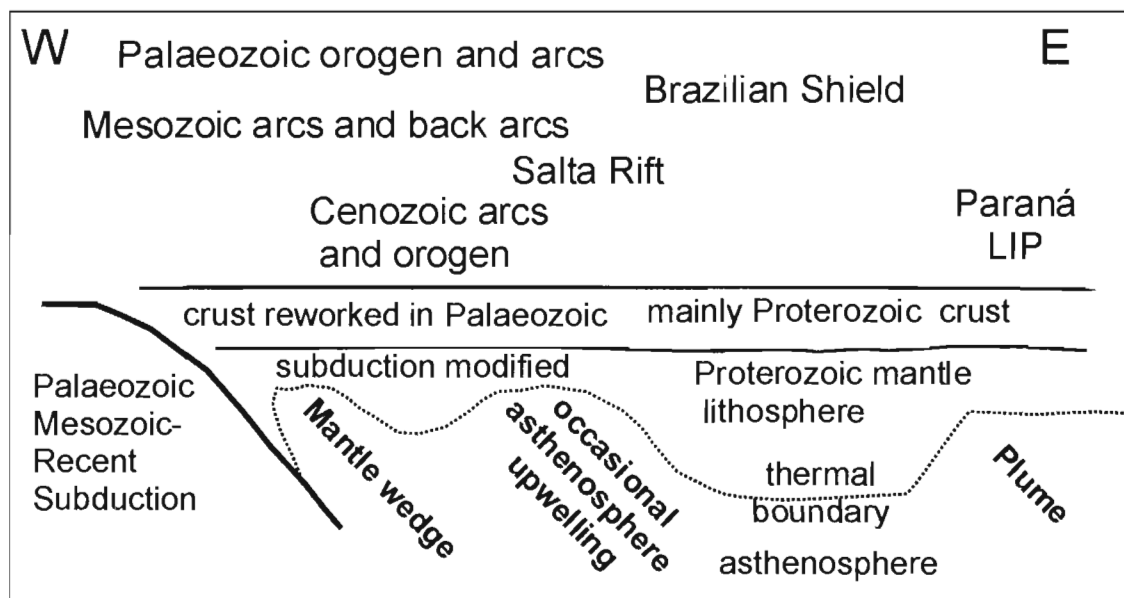 W
E
Palaeozoic orogen and arcs
Brazilian Shield
Mesozoic arcs and back arcs
Salta Rift
Cenozoic arcs
and orogen
Paraná
LIP
crust reworked in Palaeozoic
mainly Proterozoic crust
subduction modified
Proterozoic mantle
lithosphere
Palaeozoic
Mesozoic-
Recent
Subduction
Mantle wedge
occasional
asthenosphere
upwelling
thermal
boundary
asthenosphere
Plume